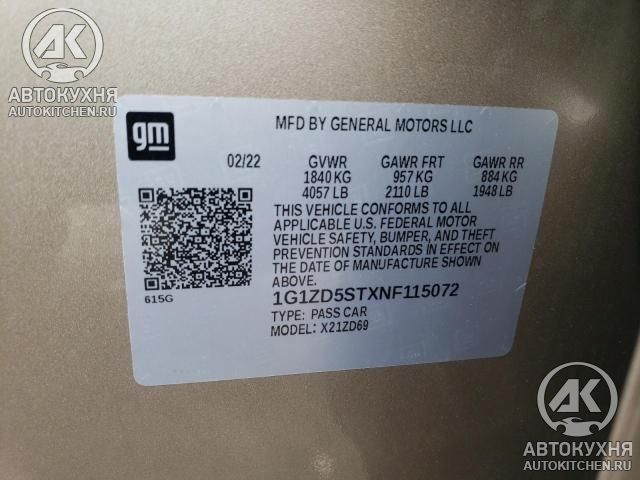 AK
АВТОКУХНЯ
AUTOKITCHEN.RU
gm
MFD BY GENERAL MOTORS LLC
02/22 GVWR GAWR FRT GAWR RR
1840 KG 957 KG 884 KG
4057 LB 2110 LB 1948 LB
THIS VEHICLE CONFORMS TO ALL
APPLICABLE U.S. FEDERAL MOTOR
VEHICLE SAFETY, BUMPER, AND THEFT
PREVENTION STANDARDS IN EFFECT ON
THE DATE OF MANUFACTURE SHOWN
ABOVE.
615G
1G1ZD5STXNF115072
TYPE: PASS CAR
MODEL: X21ZD69
AK
АВТОКУХНЯ
AUTOKITCHEN.RU